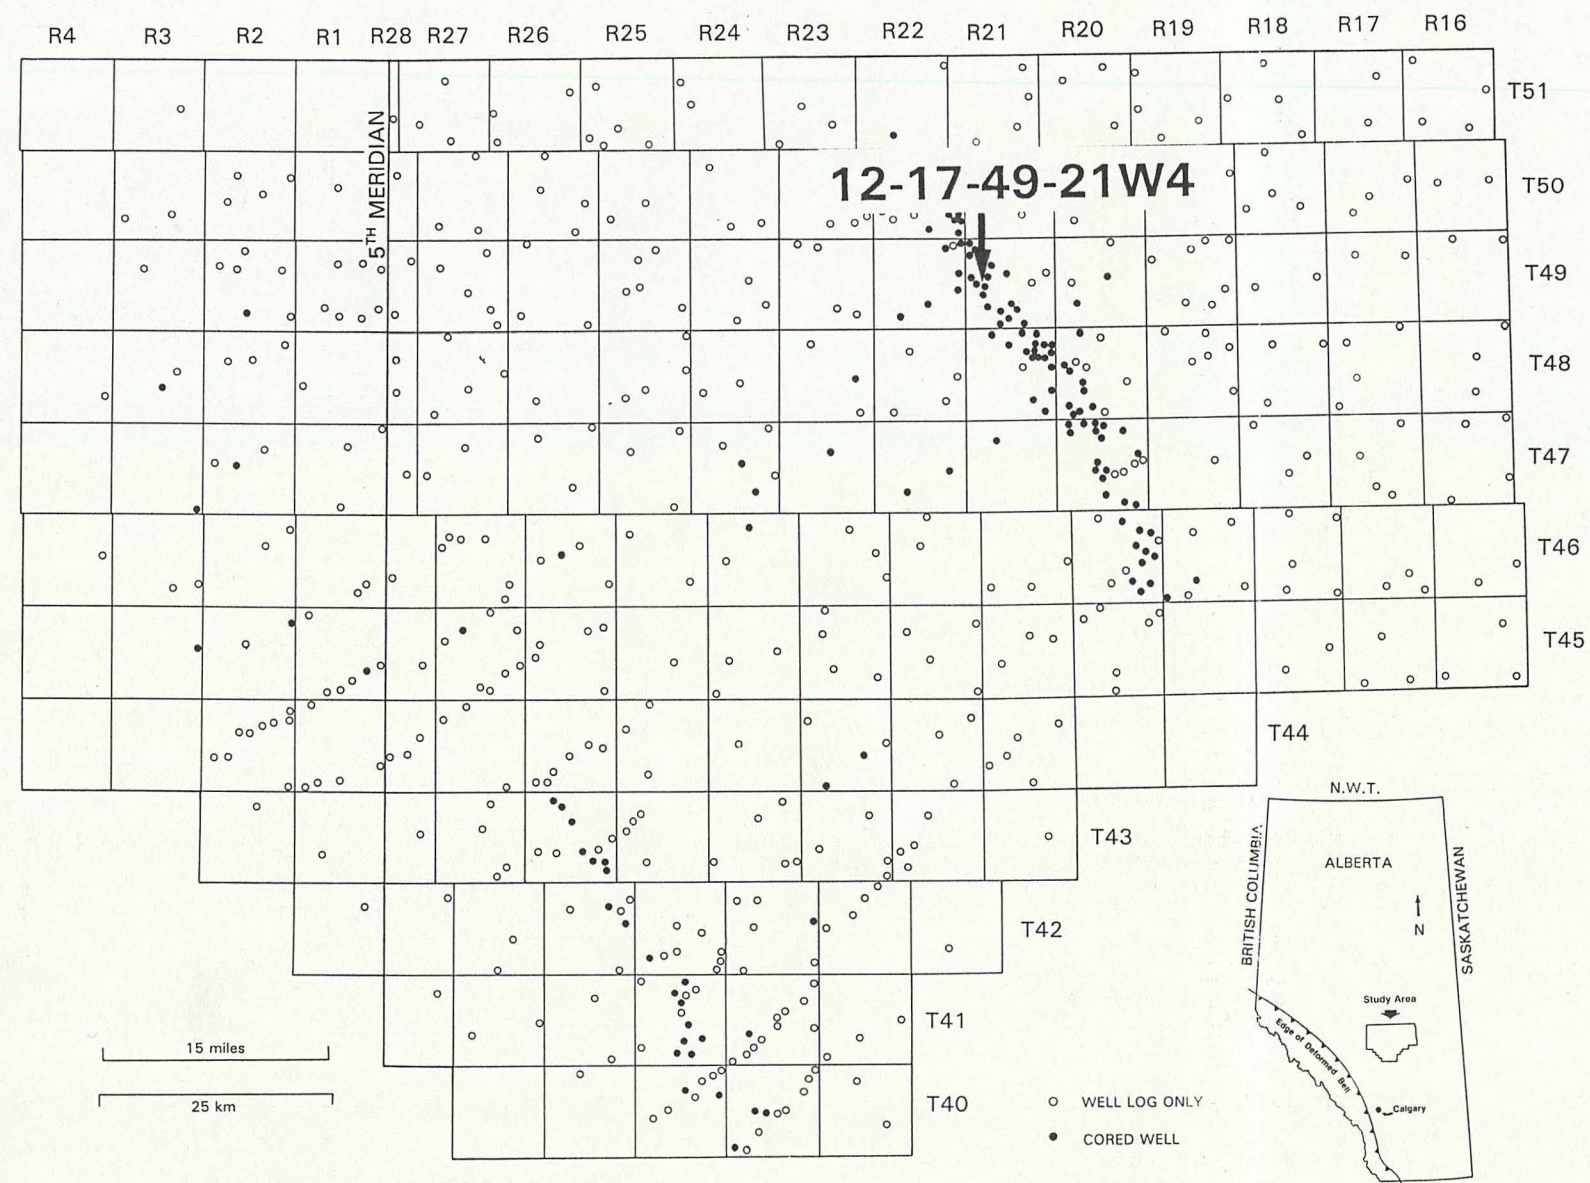 R4 R3 R2 R1 R28 R27 R26 R25 R24 R23 R22 R21 R20 R19 R18 R17 R16
T51
5TH MERIDIAN
12-17-49-21W4
T50
T49
T48
T47
T46
T45
T44
N.W.T.
T43
BRITISH COLUMBIA
ALBERTA
SASKATCHEWAN
N
T42
Study Area
T41
Edge of Deformed Belt
15 miles
25 km
T40
WELL LOG ONLY
Calgary
CORED WELL